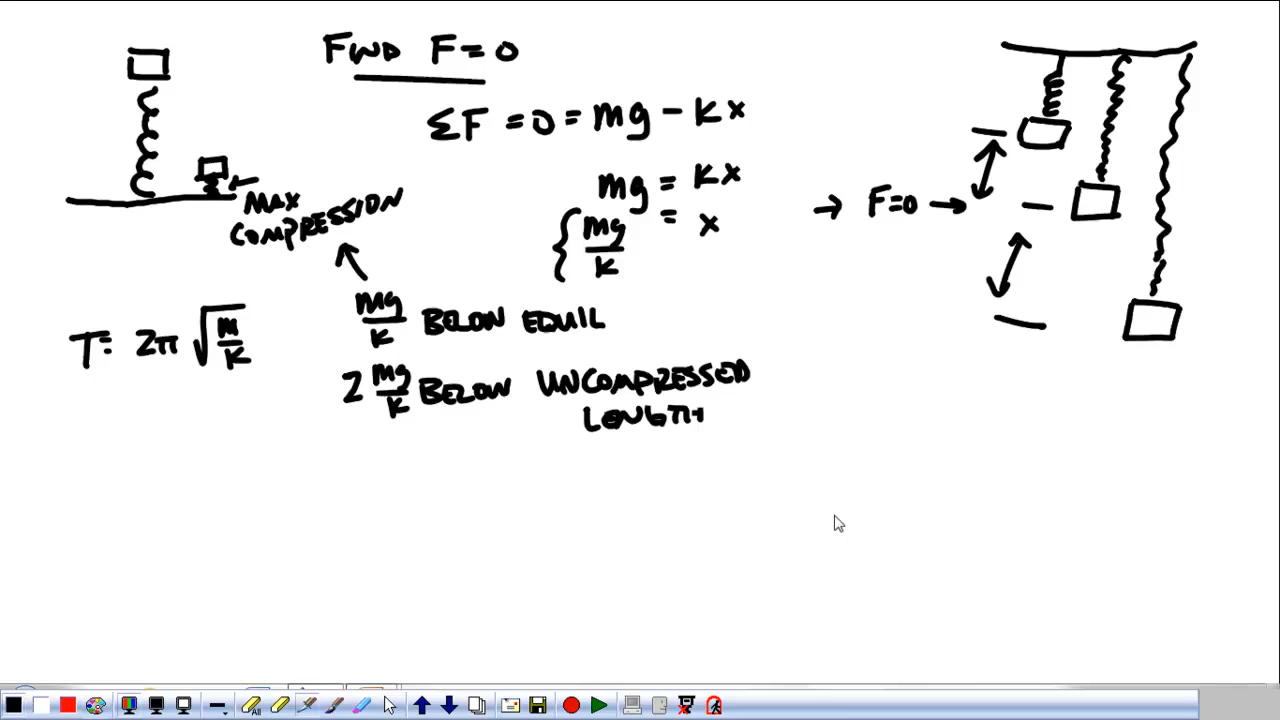 FIND F=0
ΣF = 0 = mg - kx
mg = kx
mg/k = x
→ F=0 →
MAX
COMPRESSION
mg/k BELOW EQUIL
T= 2π √m/k
2 mg/k BELOW UNCOMPRESSED
LENGTH
All